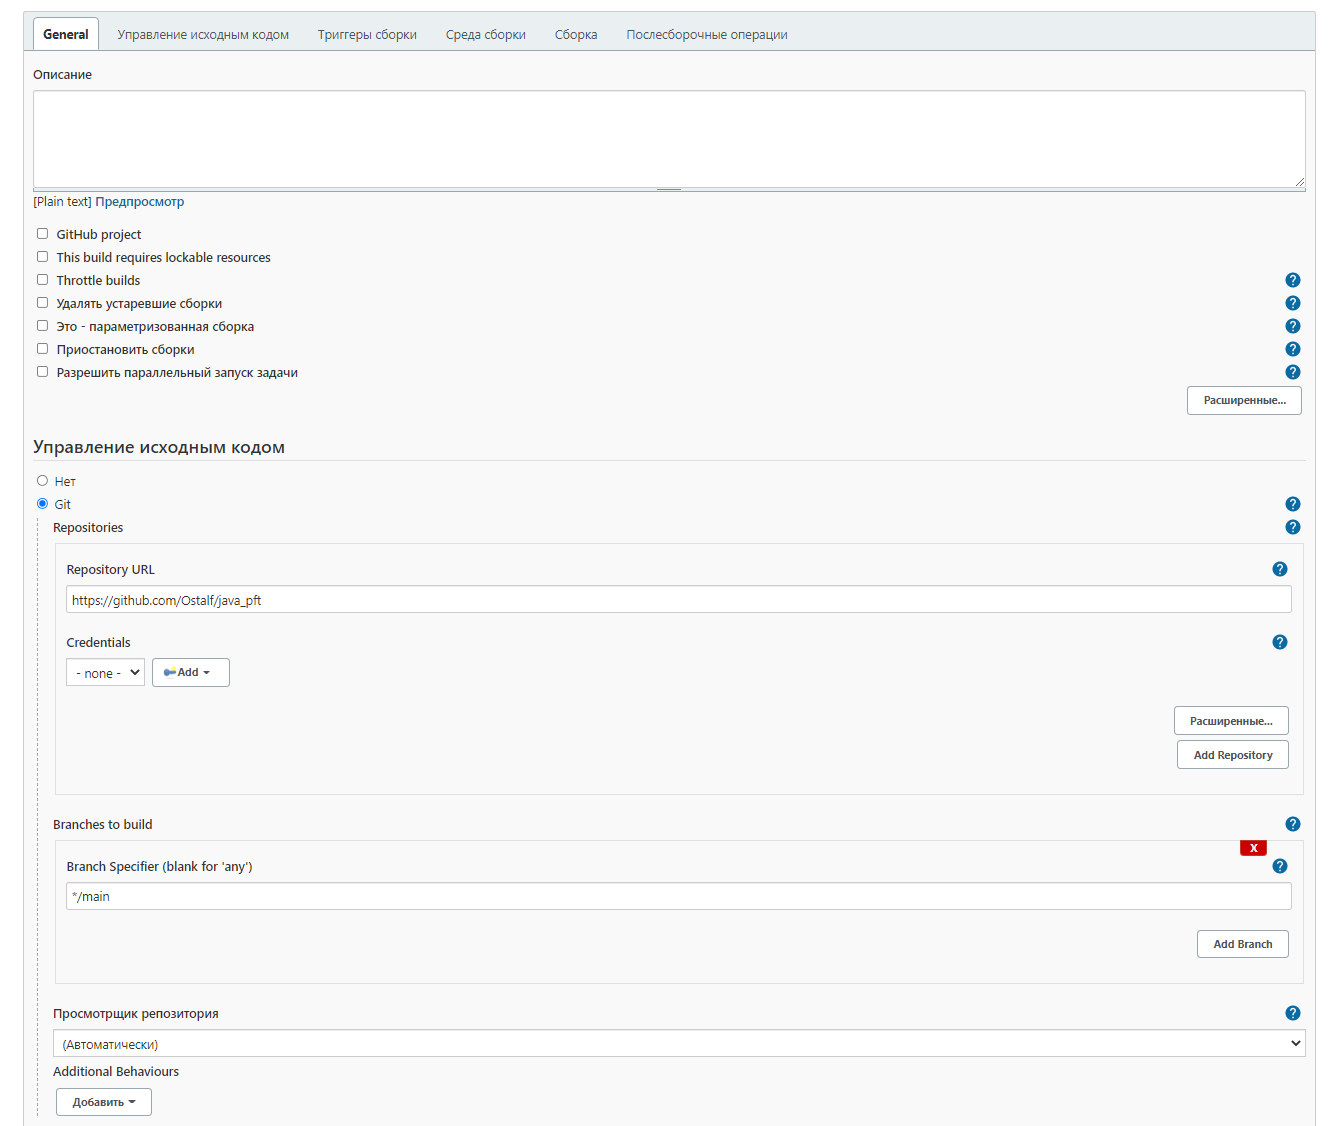 General Управление исходным кодом Триггеры сборки Среда сборки Сборка Послесборочные операции
Описание
[Plain text] Предпросмотр
GitHub project
This build requires lockable resources
Throttle builds
Удалять устаревшие сборки
Это - параметризованная сборка
Приостановить сборки
Разрешить параллельный запуск задачи
Расширенные...
Управление исходным кодом
Нет
Git
Repositories
Repository URL
https://github.com/Ostalf/java_pft
Credentials
- none - Add
Расширенные...
Add Repository
Branches to build
X
Branch Specifier (blank for 'any')
*/main
Add Branch
Просмотрщик репозитория
(Автоматически)
Additional Behaviours
Добавить